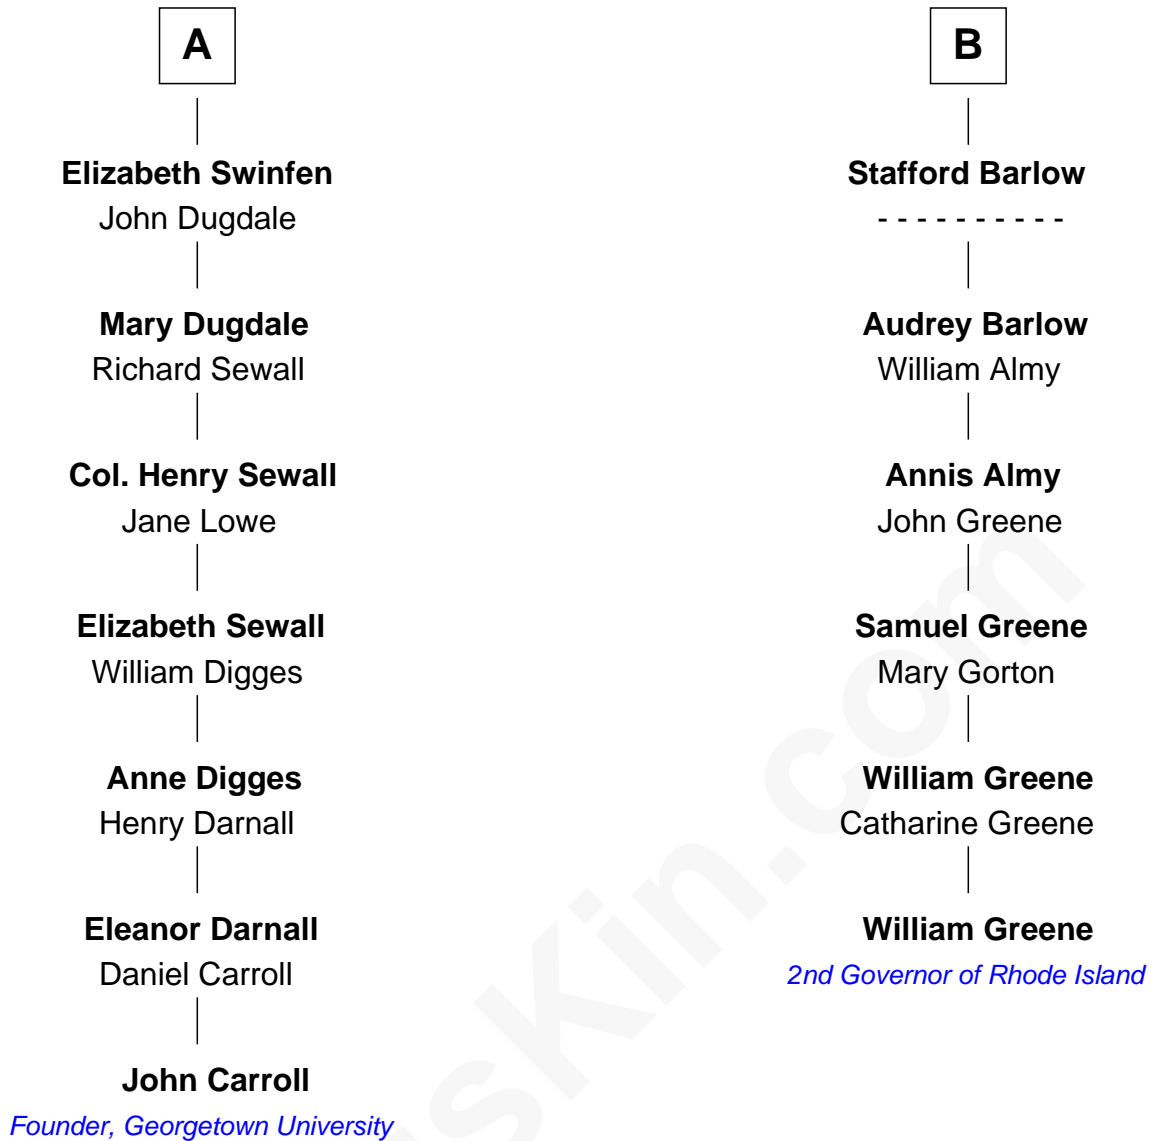 A
Elizabeth Swinfen
John Dugdale
Mary Dugdale
Richard Sewall
Col. Henry Sewall
Jane Lowe
Elizabeth Sewall
William Digges
Anne Digges
Henry Darnall
Eleanor Darnall
Daniel Carroll
John Carroll
Founder, Georgetown University
B
Stafford Barlow
- - - - - - - - - -
Audrey Barlow
William Almy
Annis Almy
John Greene
Samuel Greene
Mary Gorton
William Greene
Catharine Greene
William Greene
2nd Governor of Rhode Island
usKin.com